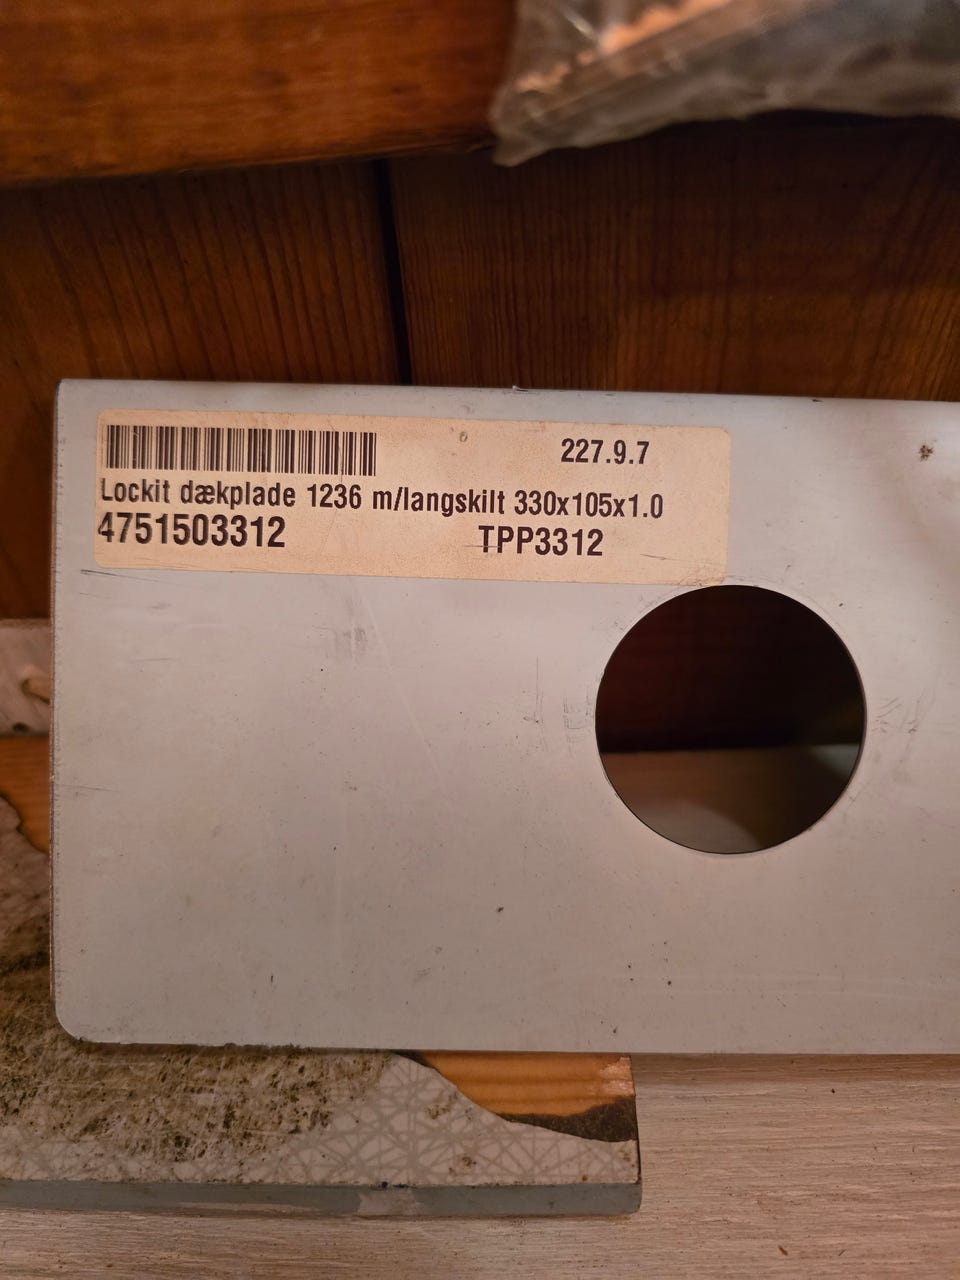 227.9.7
Lockit dækplade 1236 m/langskilt 330x105x1.0
4751503312 TPP3312